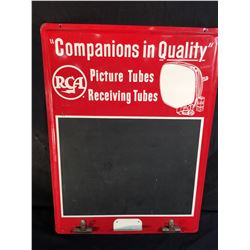 "Companions in Quality"
RCA
Picture Tubes
Receiving Tubes